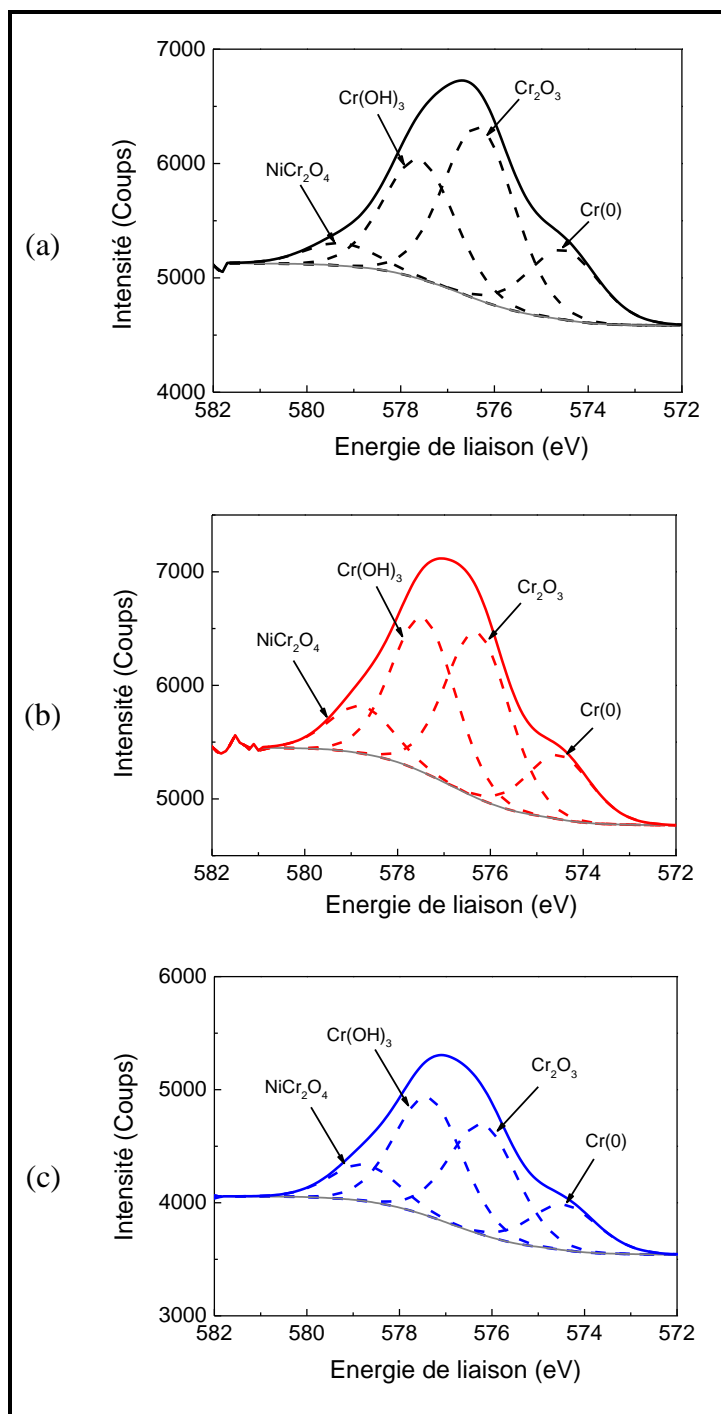 (a)
7000
6000
5000
4000
Intensité (Coups)
Cr(OH)₃
Cr₂O₃
NiCr₂O₄
Cr(0)
582 580 578 576 574 572
Energie de liaison (eV)
(b)
7000
6000
5000
Intensité (Coups)
Cr(OH)₃
Cr₂O₃
NiCr₂O₄
Cr(0)
582 580 578 576 574 572
Energie de liaison (eV)
(c)
6000
5000
4000
3000
Intensité (Coups)
Cr(OH)₃
Cr₂O₃
NiCr₂O₄
Cr(0)
582 580 578 576 574 572
Energie de liaison (eV)